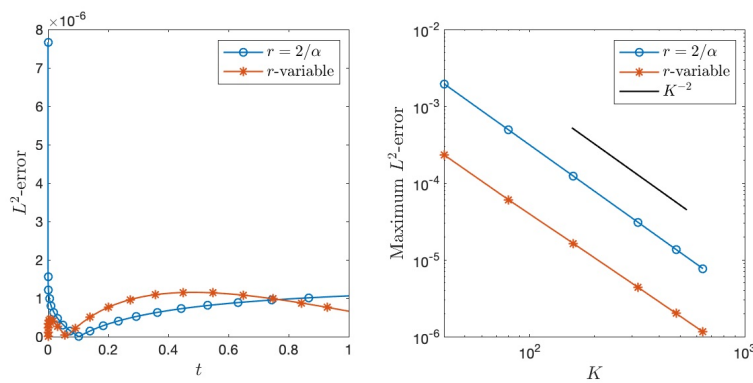 ×10⁻⁶
8
7
6
5
4
3
2
1
0
L²-error
r = 2/α
r-variable
0 0.2 0.4 0.6 0.8 1
t
10⁻²
10⁻³
10⁻⁴
10⁻⁵
10⁻⁶
Maximum L²-error
r = 2/α
r-variable
K⁻²
10² 10³
K